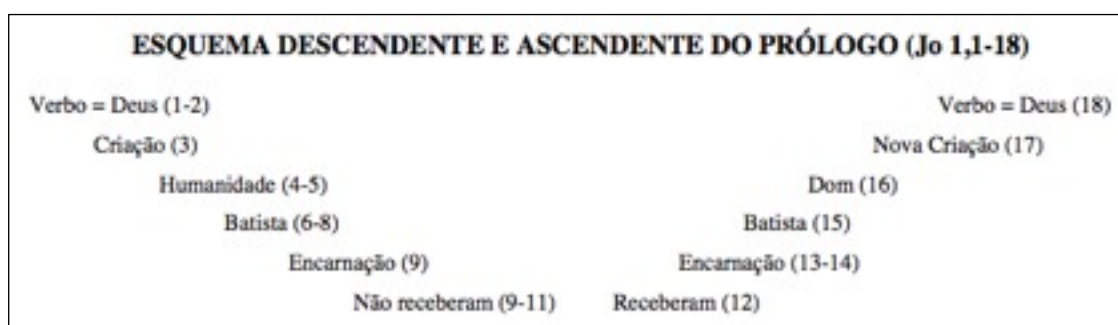 ESQUEMA DESCENDENTE E ASCENDENTE DO PRÓLOGO (Jo 1,1-18)
Verbo = Deus (1-2) Verbo = Deus (18)
Criação (3) Nova Criação (17)
Humanidade (4-5) Dom (16)
Batista (6-8) Batista (15)
Encarnação (9) Encarnação (13-14)
Não receberam (9-11) Receberam (12)